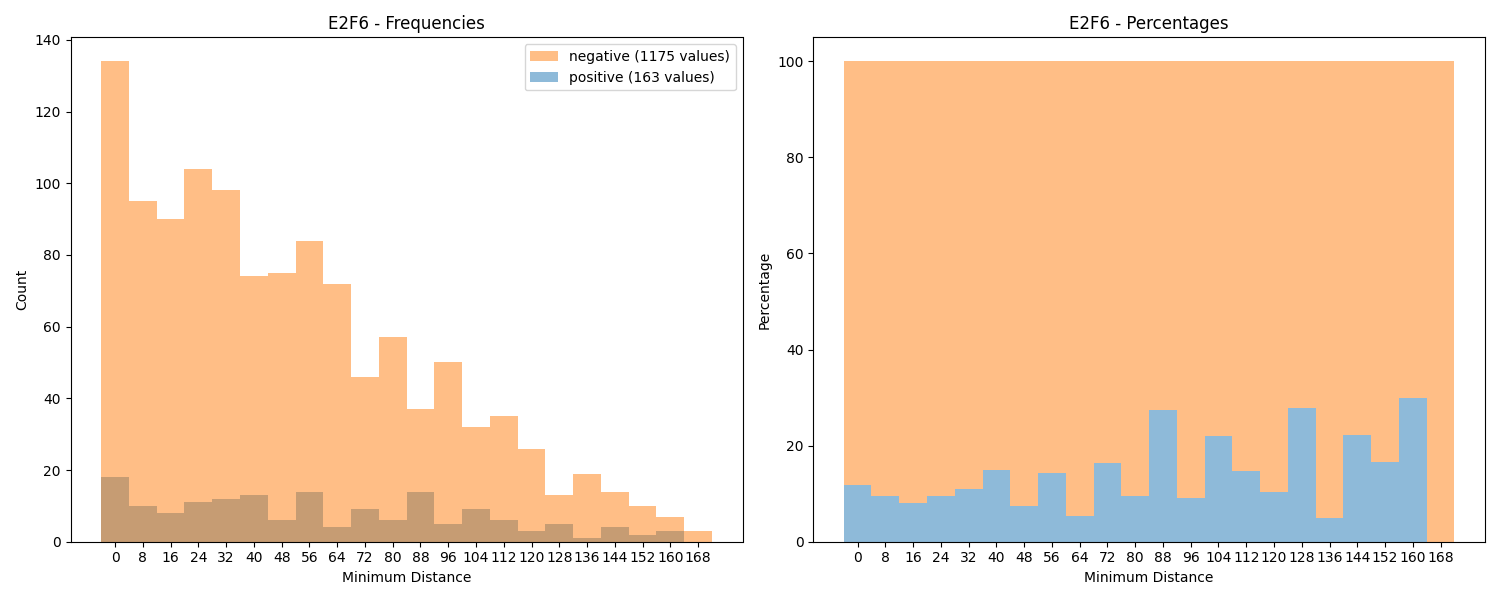 E2F6 - Frequencies
140
120
100
80
60
40
20
0
Count
negative (1175 values)
positive (163 values)
0 8 16 24 32 40 48 56 64 72 80 88 96 104 112 120 128 136 144 152 160 168
Minimum Distance
E2F6 - Percentages
100
80
60
40
20
0
Percentage
0 8 16 24 32 40 48 56 64 72 80 88 96 104 112 120 128 136 144 152 160 168
Minimum Distance